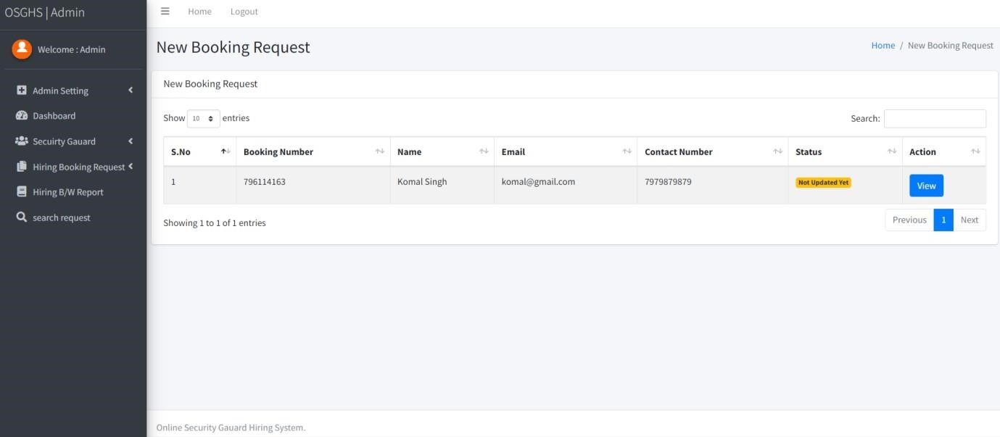 OSGHS | Admin
Home Logout
Welcome : Admin
Admin Setting
Dashboard
Secuirty Gauard
Hiring Booking Request
Hiring B/W Report
search request
New Booking Request
Home / New Booking Request
New Booking Request
Show 10 entries
Search:
S.No Booking Number Name Email Contact Number Status Action
1 796114163 Komal Singh komal@gmail.com 7979879879 Not Updated Yet View
Showing 1 to 1 of 1 entries
Previous 1 Next
Online Security Gauard Hiring System.